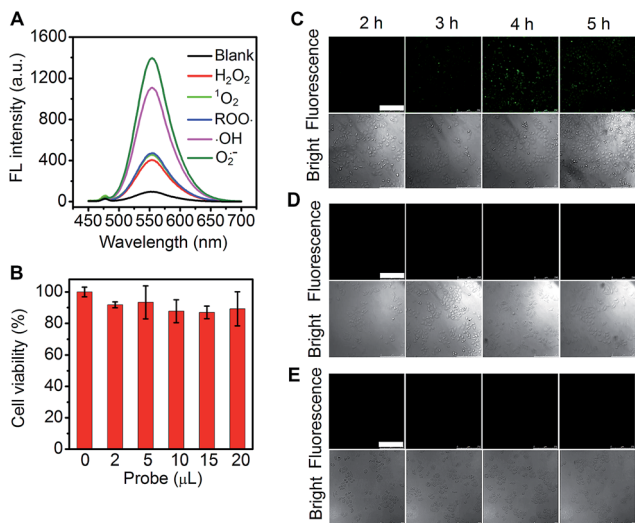 A
1600
1200
800
400
0
FL intensity (a.u.)
Blank
H₂O₂
¹O₂
ROO·
·OH
O₂·⁻
450 500 550 600 650 700
Wavelength (nm)
B
100
80
60
40
20
0
Cell viability (%)
0 2 5 10 15 20
Probe (μL)
C
2 h 3 h 4 h 5 h
Fluorescence
Bright
D
Fluorescence
Bright
E
Fluorescence
Bright